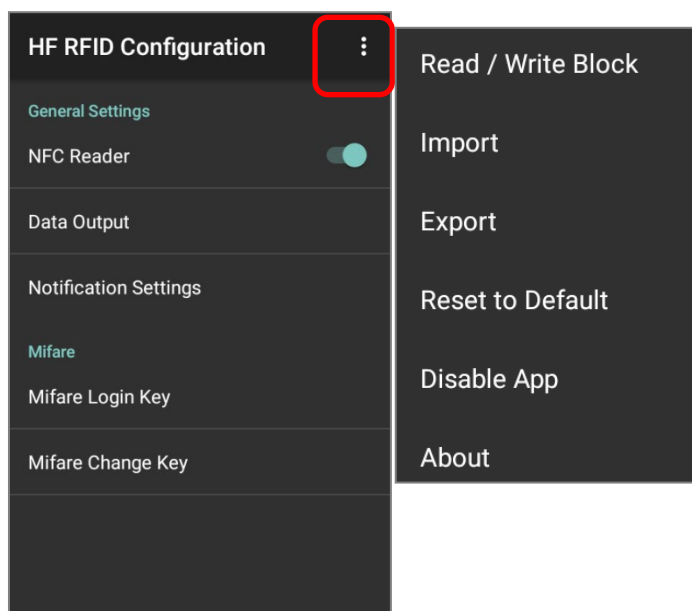 HF RFID Configuration
General Settings
NFC Reader
Data Output
Notification Settings
Mifare
Mifare Login Key
Mifare Change Key
Read / Write Block
Import
Export
Reset to Default
Disable App
About